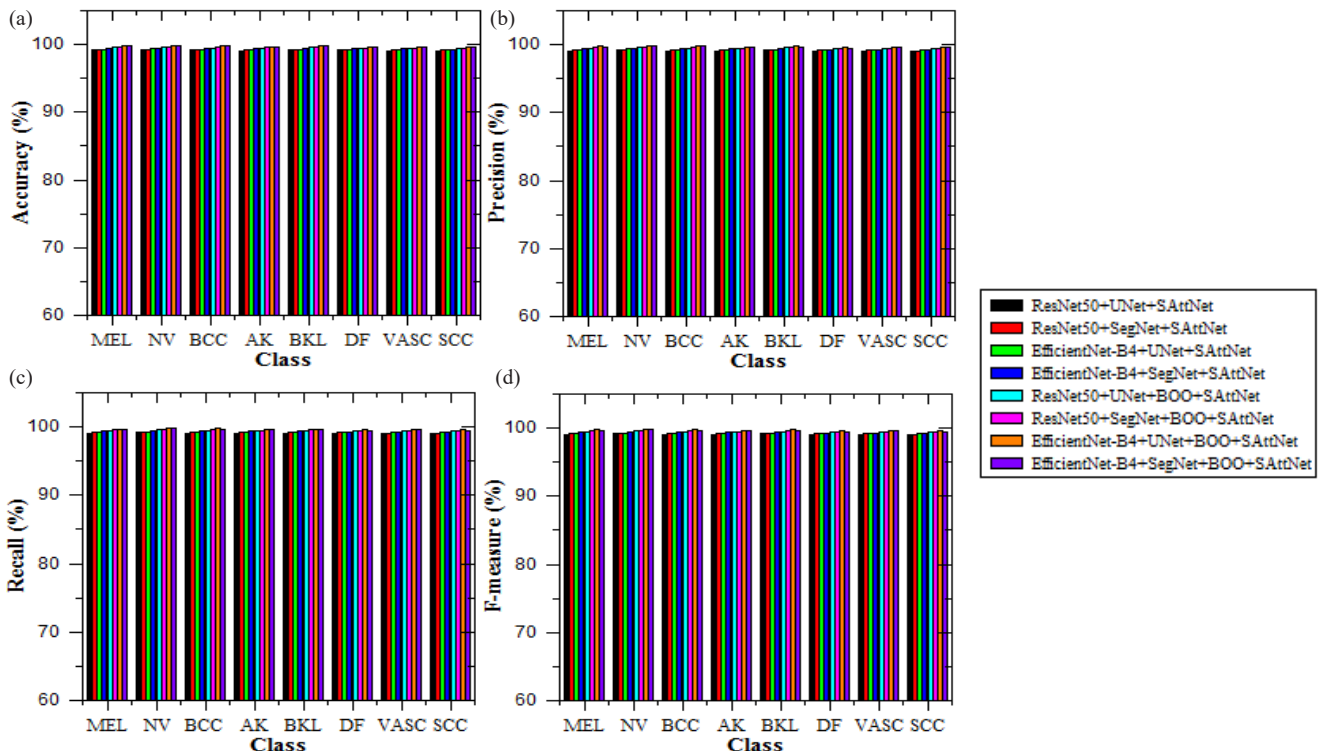 (a)
Accuracy (%)
100
90
80
70
60
MEL NV BCC AK BKL DF VASC SCC
Class
(b)
Precision (%)
100
90
80
70
60
MEL NV BCC AK BKL DF VASC SCC
Class
(c)
Recall (%)
100
90
80
70
60
MEL NV BCC AK BKL DF VASC SCC
Class
(d)
F-measure (%)
100
90
80
70
60
MEL NV BCC AK BKL DF VASC SCC
Class
ResNet50+UNet+SAttNet
ResNet50+SegNet+SAttNet
EfficientNet-B4+UNet+SAttNet
EfficientNet-B4+SegNet+SAttNet
ResNet50+UNet+BOO+SAttNet
ResNet50+SegNet+BOO+SAttNet
EfficientNet-B4+UNet+BOO+SAttNet
EfficientNet-B4+SegNet+BOO+SAttNet